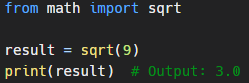 from math import sqrt
result = sqrt(9)
print(result)  # Output: 3.0